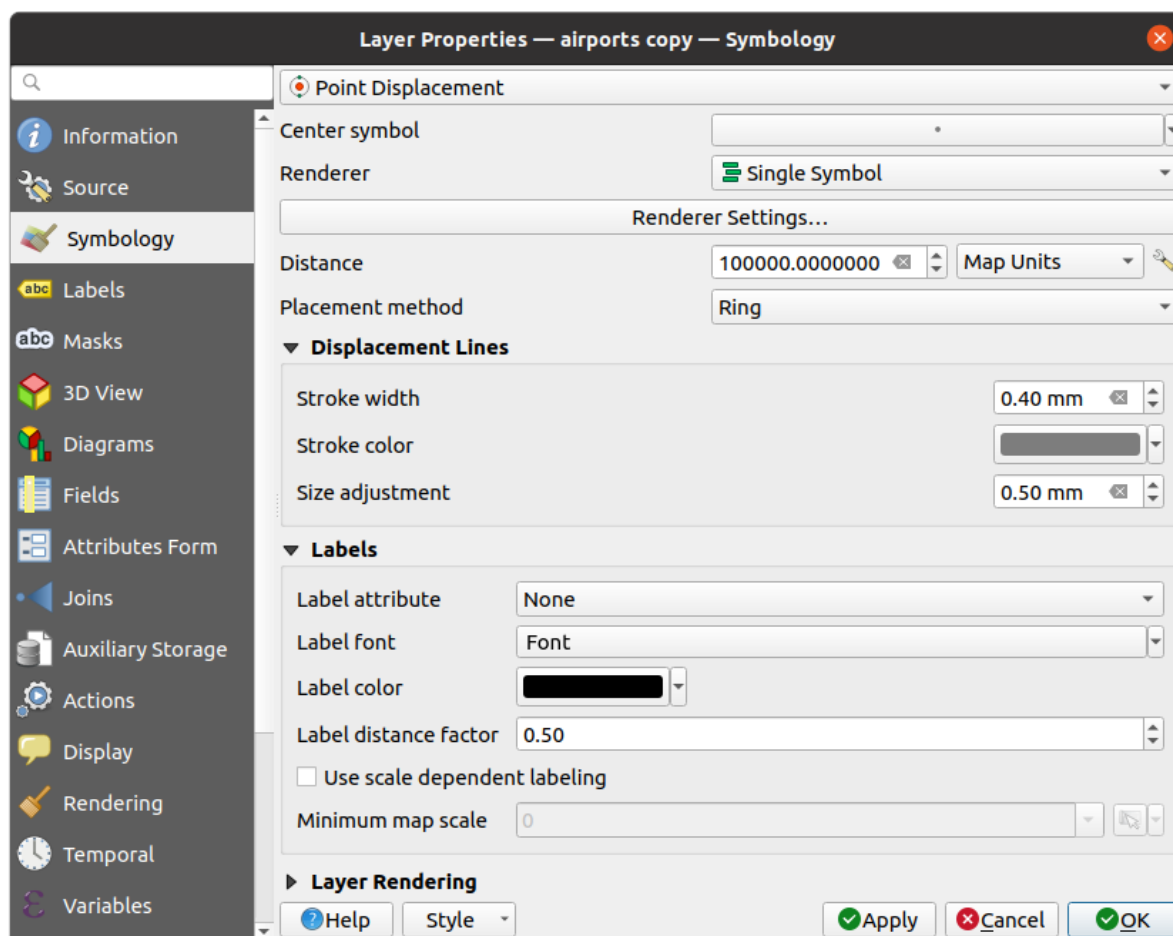 Layer Properties — airports copy — Symbology
Information
Source
Symbology
abc Labels
abc Masks
3D View
Diagrams
Fields
Attributes Form
Joins
Auxiliary Storage
Actions
Display
Rendering
Temporal
Variables
Point Displacement
Center symbol
Renderer Single Symbol
Renderer Settings...
Distance 100000.0000000 Map Units
Placement method Ring
Displacement Lines
Stroke width 0.40 mm
Stroke color
Size adjustment 0.50 mm
Labels
Label attribute None
Label font Font
Label color
Label distance factor 0.50
Use scale dependent labeling
Minimum map scale 0
Layer Rendering
Help Style Apply Cancel OK